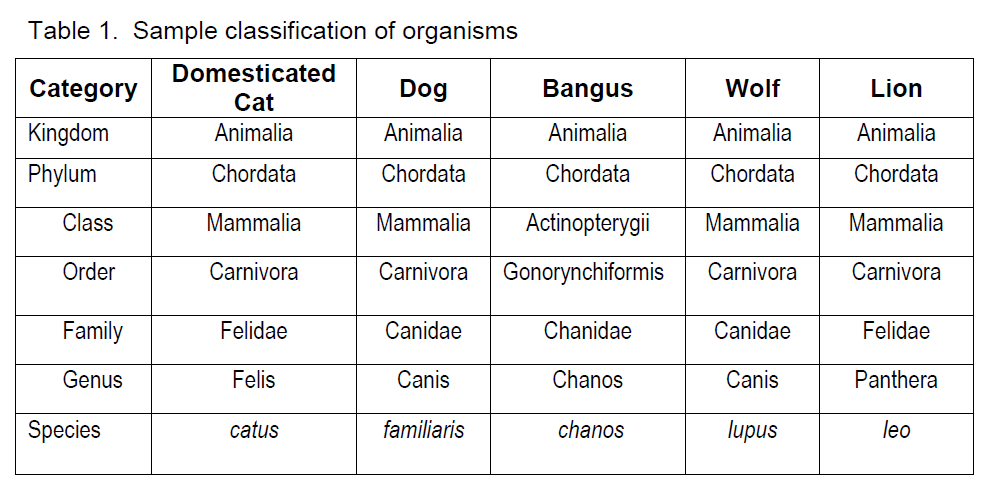 Table 1.  Sample classification of organisms
Category Domesticated Cat Dog Bangus Wolf Lion
Kingdom Animalia Animalia Animalia Animalia Animalia
Phylum Chordata Chordata Chordata Chordata Chordata
Class Mammalia Mammalia Actinopterygii Mammalia Mammalia
Order Carnivora Carnivora Gonorynchiformis Carnivora Carnivora
Family Felidae Canidae Chanidae Canidae Felidae
Genus Felis Canis Chanos Canis Panthera
Species catus familiaris chanos lupus leo